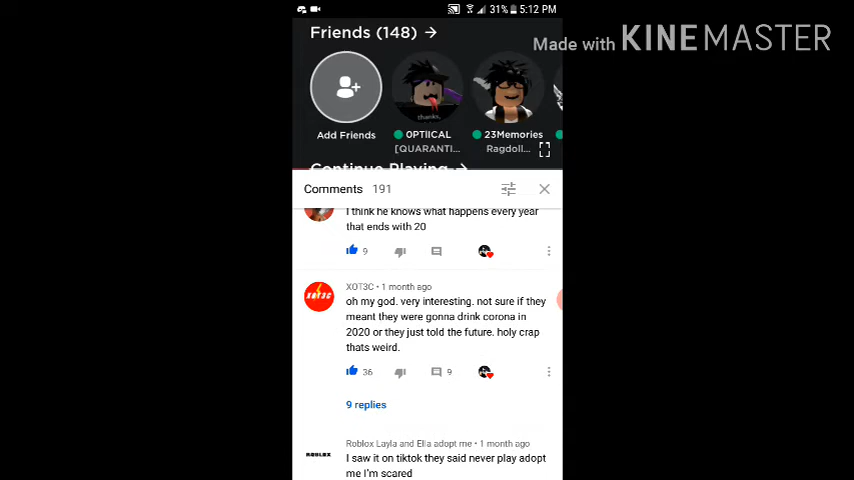 31% 5:12 PM
Made with KINEMASTER
Friends (148) →
thanks,
Add Friends
0PTIICAL
23Memories
[QUARANTI...
Ragdoll...
Continue Playing →
Comments 191
I think he knows what happens every year
that ends with 20
9
XOT3C
XOT3C • 1 month ago
oh my god. very interesting. not sure if they
meant they were gonna drink corona in
2020 or they just told the future. holy crap
thats weird.
36 9
9 replies
ROBLOX
Roblox Layla and Ella adopt me • 1 month ago
I saw it on tiktok they said never play adopt
me I'm scared